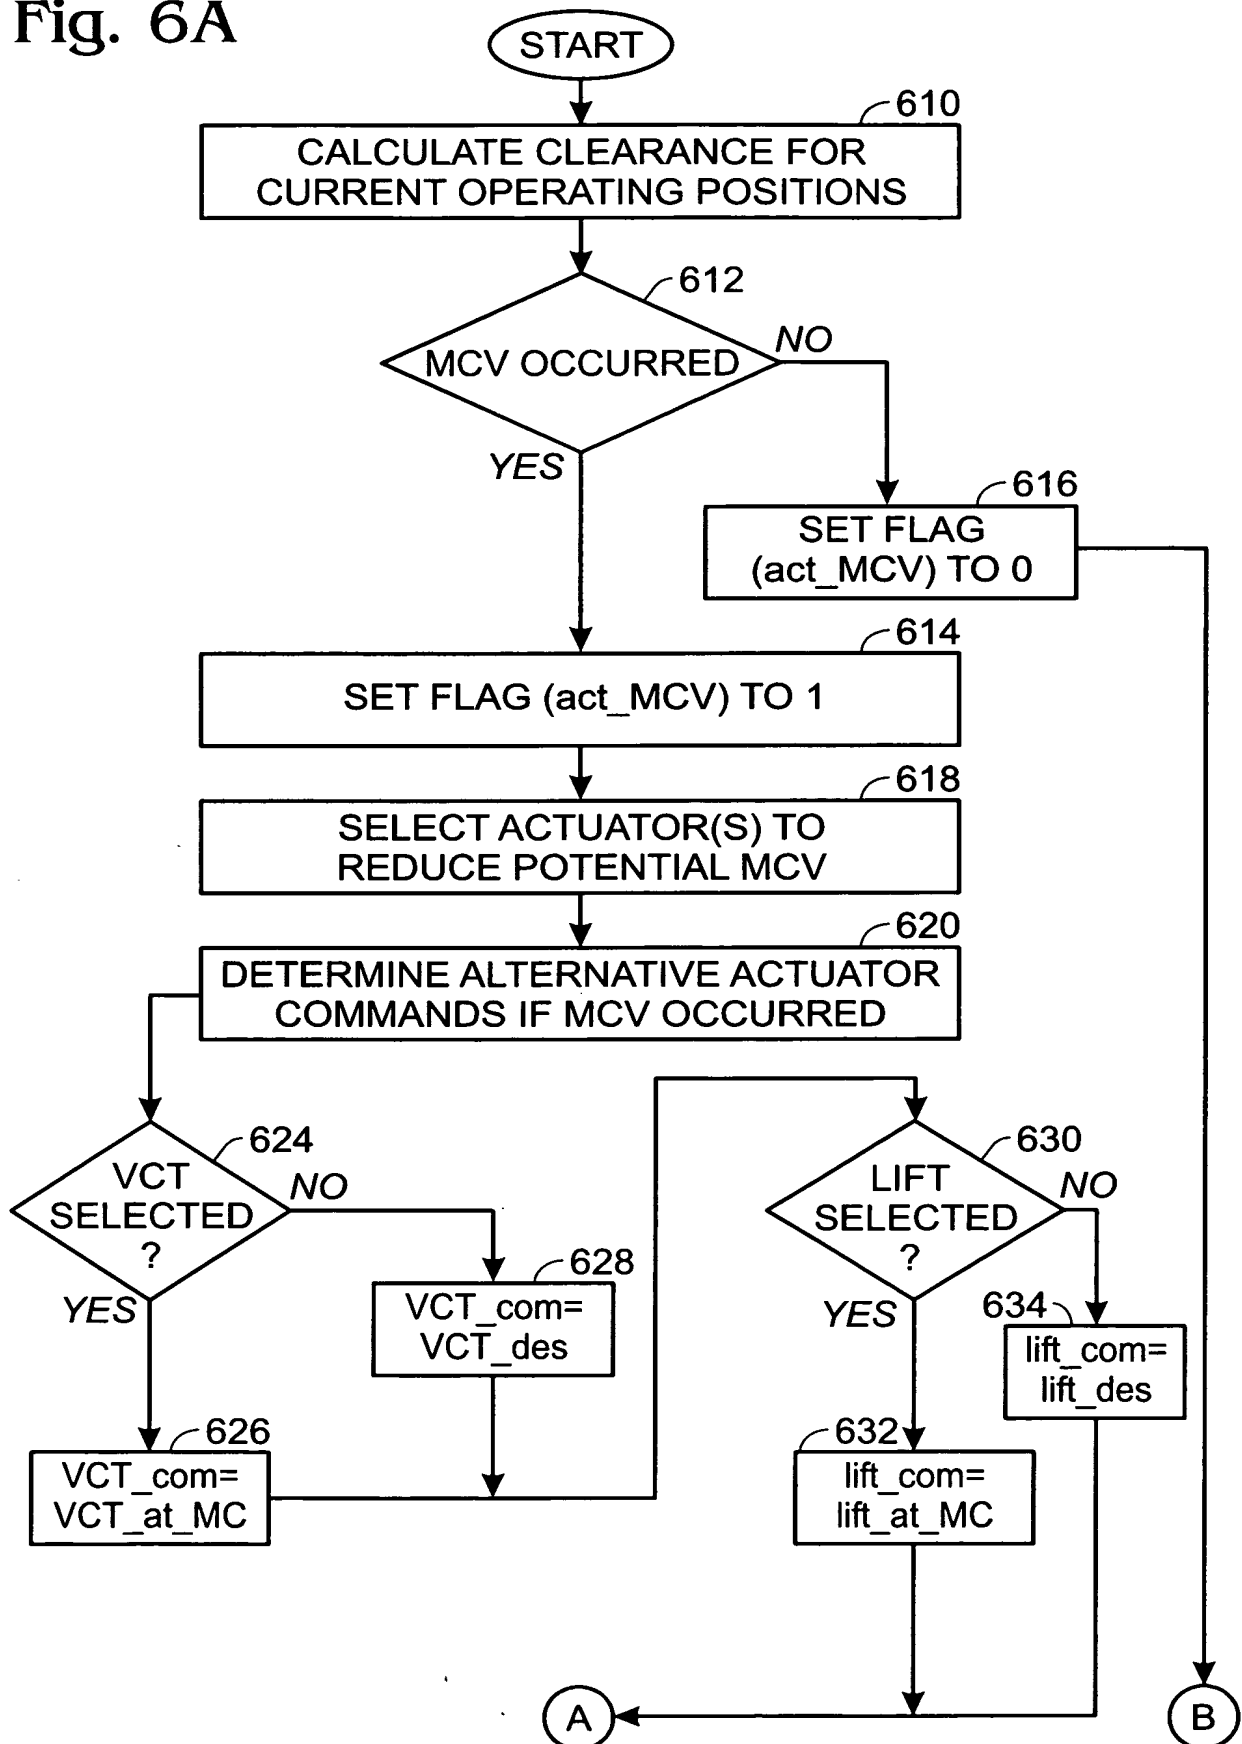 Fig. 6A
START
610
CALCULATE CLEARANCE FOR
CURRENT OPERATING POSITIONS
612
MCV OCCURRED
NO
YES
616
SET FLAG
(act_MCV) TO 0
614
SET FLAG (act_MCV) TO 1
618
SELECT ACTUATOR(S) TO
REDUCE POTENTIAL MCV
620
DETERMINE ALTERNATIVE ACTUATOR
COMMANDS IF MCV OCCURRED
624
VCT
SELECTED
?
NO
YES
628
VCT_com=
VCT_des
626
VCT_com=
VCT_at_MC
630
LIFT
SELECTED
?
NO
YES
634
lift_com=
lift_des
632
lift_com=
lift_at_MC
A
B